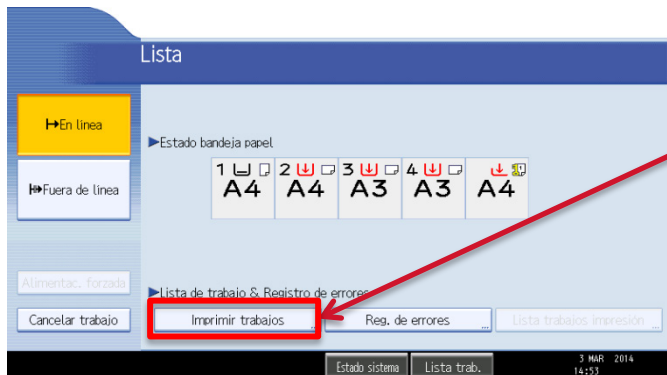 Lista
En linea
Fuera de linea
Estado bandeja papel
1 2 3 4
A4 A4 A3 A3 A4
Alimentac. forzada
Lista de trabajo & Registro de errores
Cancelar trabajo
Imprimir trabajos ...
Reg. de errores ...
Lista trabajos impresión ...
Estado sistema
Lista trab.
3 MAR 2014
14:53